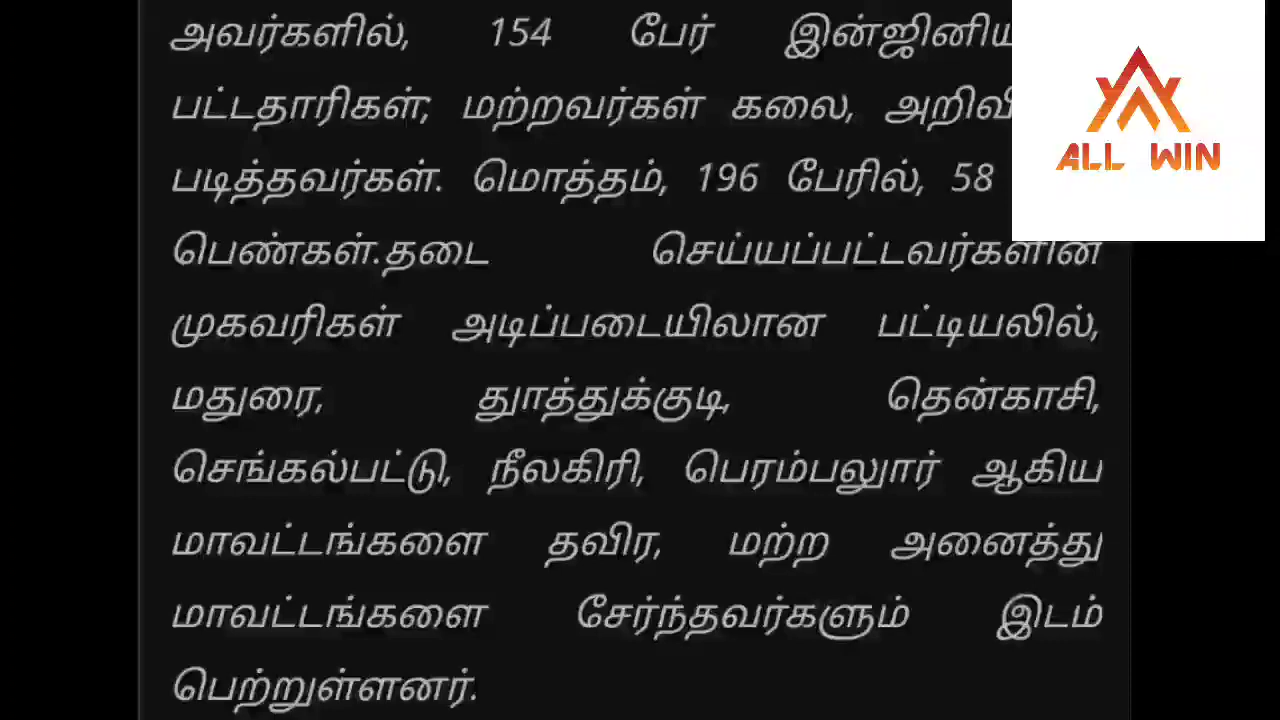 அவர்களில், 154 பேர்
பட்டதாரிகள்; மற்றவர்கள் கலை,
படித்தவர்கள். மொத்தம், 196 பேரில், 58
பெண்கள்.தடை செய்யப்பட்டவர்களின்
முகவரிகள் அடிப்படையிலான பட்டியலில்,
மதுரை, துாத்துக்குடி, தென்காசி,
செங்கல்பட்டு, நீலகிரி, பெரம்பலுார் ஆகிய
மாவட்டங்களை தவிர, மற்ற அனைத்து
மாவட்டங்களை சேர்ந்தவர்களும் இடம்
பெற்றுள்ளனர்.
ALL WIN